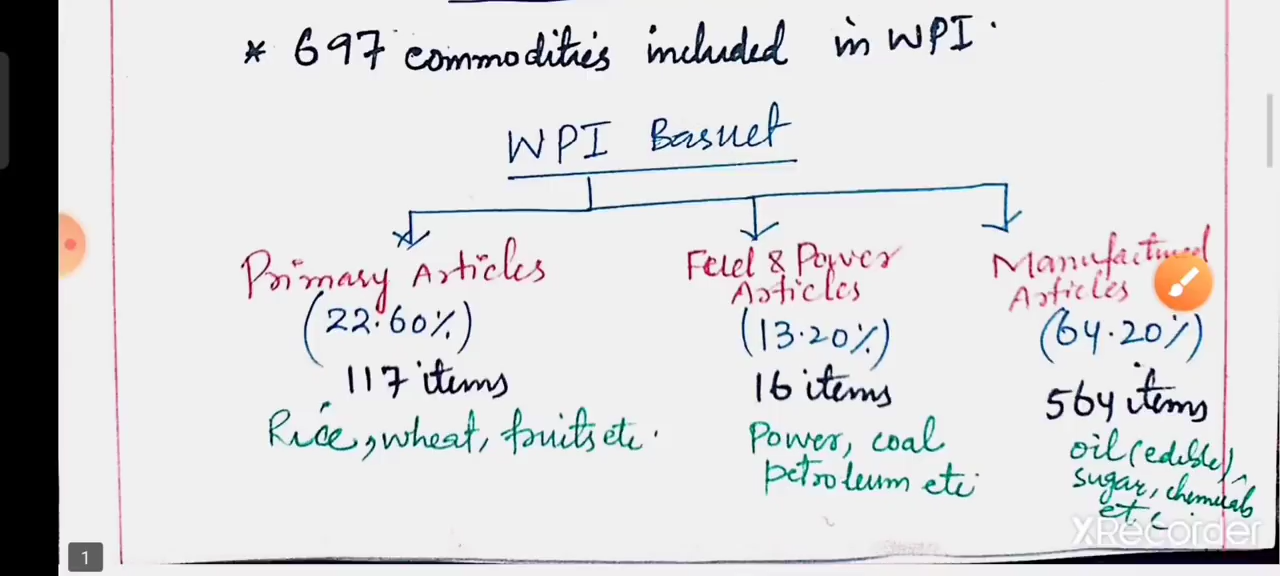 * 697 commodities included in WPI.
WPI Basket
Primary Articles
(22.60%)
117 items
Rice, wheat, fruits etc.
Fuel & Power
Articles
(13.20%)
16 items
Power, coal
petroleum etc
Manufactured
Articles
(64.20%)
564 items
oil (edible),
sugar, chemicals
etc.
XRecorder
1